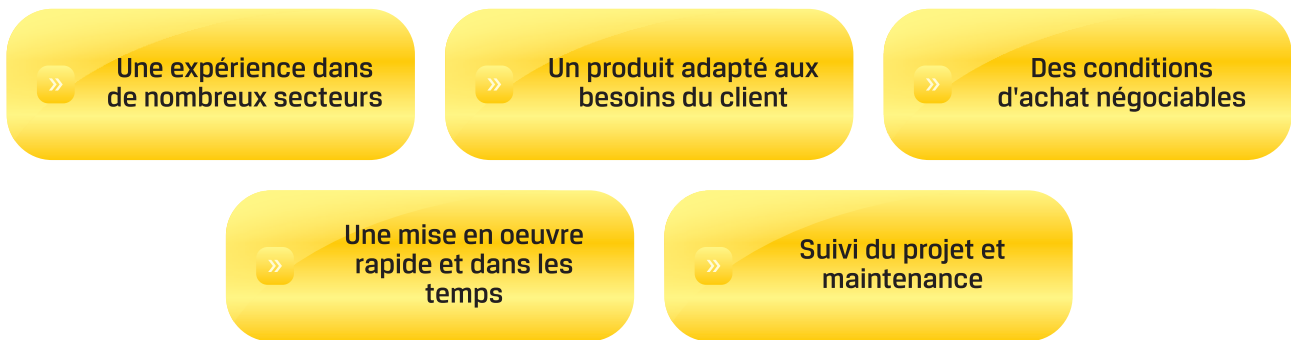 » Une expérience dans
de nombreux secteurs
» Un produit adapté aux
besoins du client
» Des conditions
d'achat négociables
» Une mise en oeuvre
rapide et dans les
temps
» Suivi du projet et
maintenance